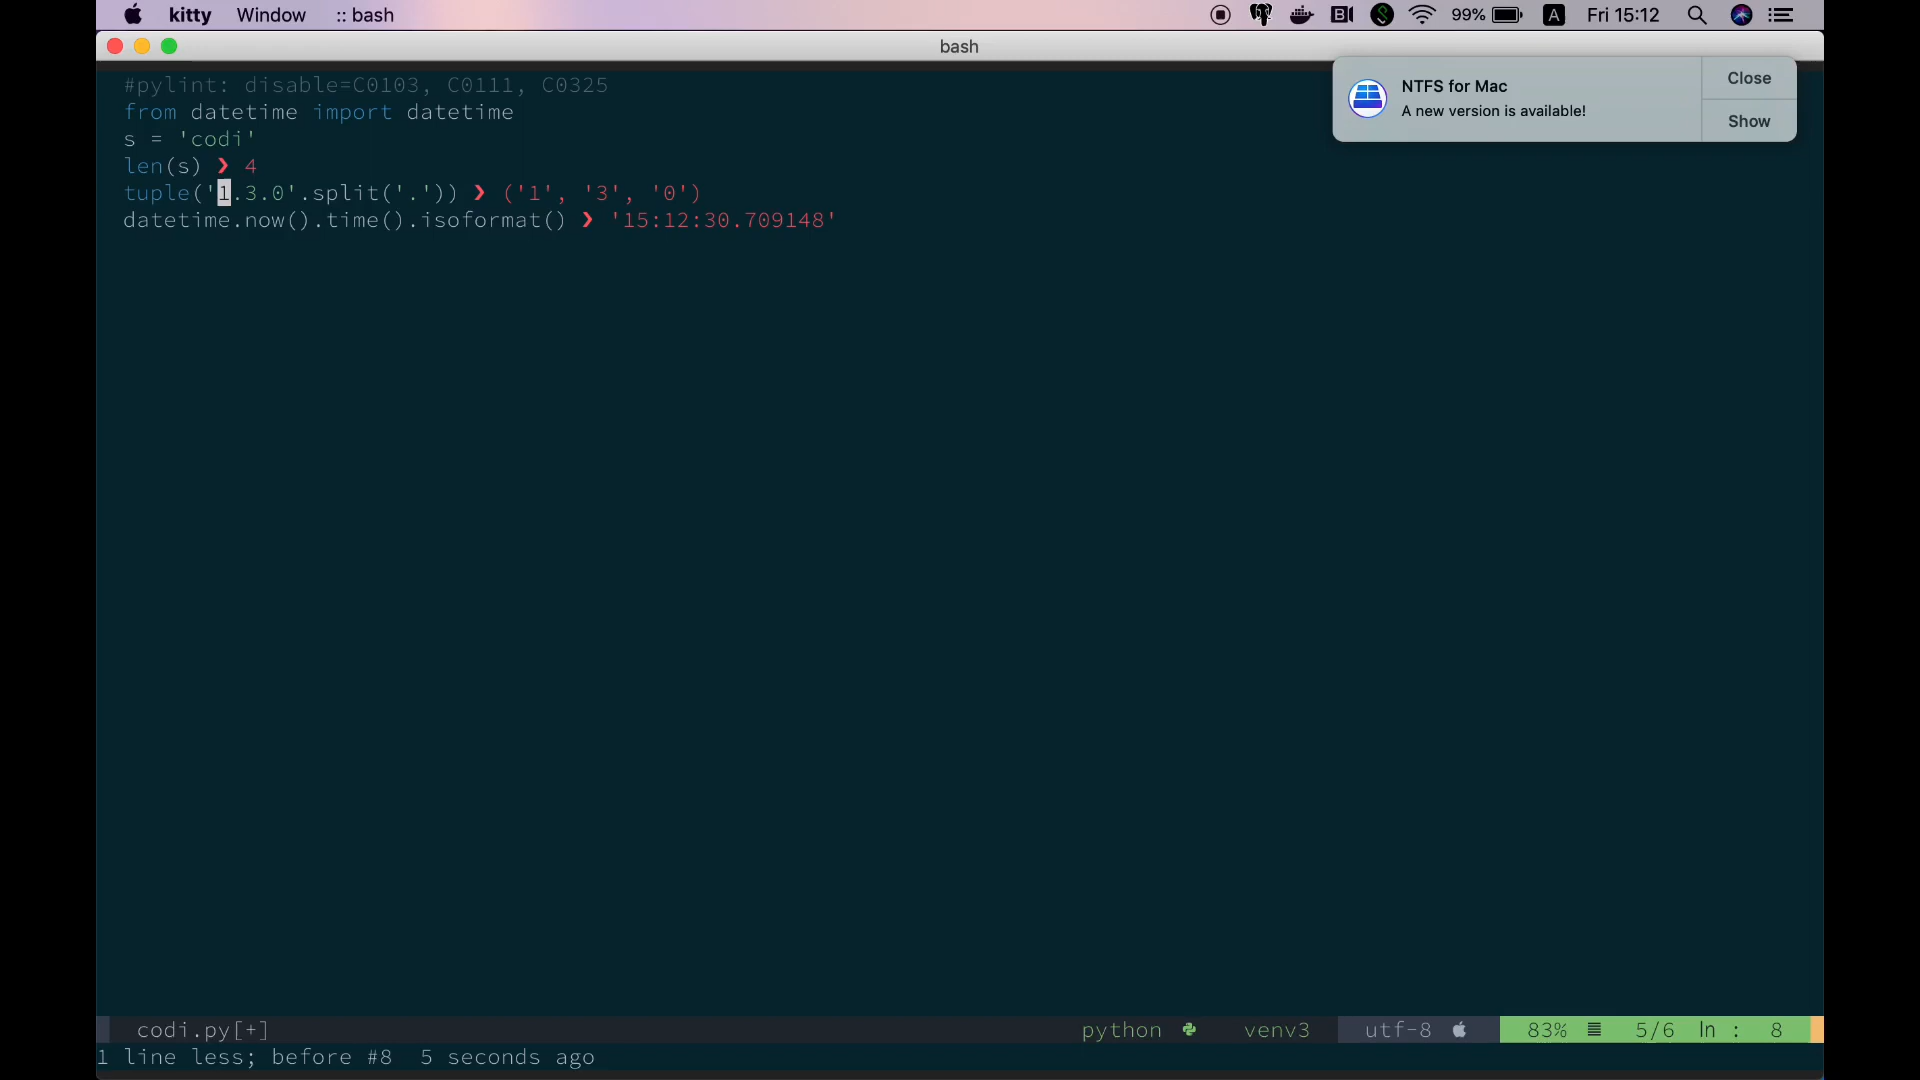 kitty Window :: bash 99% A Fri 15:12
bash
NTFS for Mac
A new version is available!
Close
Show
#pylint: disable=C0103, C0111, C0325
from datetime import datetime
s = 'codi'
len(s) ❯ 4
tuple('1.3.0'.split('.')) ❯ ('1', '3', '0')
datetime.now().time().isoformat() ❯ '15:12:30.709148'
codi.py[+] python venv3 utf-8 83% ≣ 5/6 ln : 8
1 line less; before #8 5 seconds ago